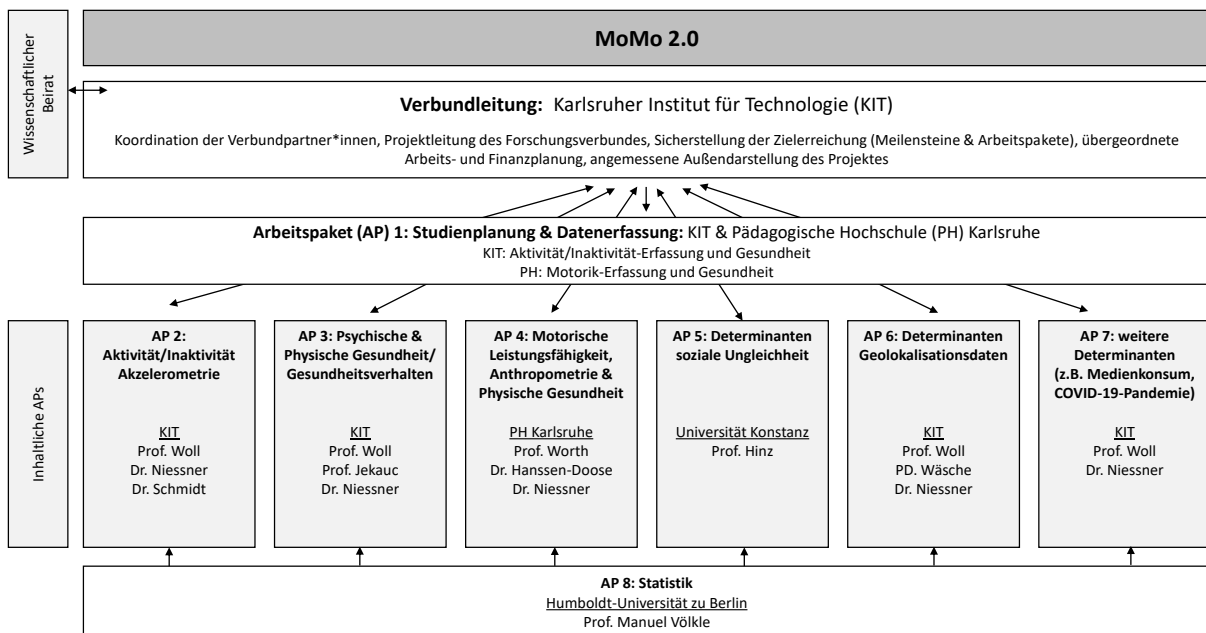 MoMo 2.0
Wissenschaftlicher
Beirat
Verbundleitung: Karlsruher Institut für Technologie (KIT)
Koordination der Verbundpartner*innen, Projektleitung des Forschungsverbundes, Sicherstellung der Zielerreichung (Meilensteine & Arbeitspakete), übergeordnete
Arbeits- und Finanzplanung, angemessene Außendarstellung des Projektes
Arbeitspaket (AP) 1: Studienplanung & Datenerfassung: KIT & Pädagogische Hochschule (PH) Karlsruhe
KIT: Aktivität/Inaktivität-Erfassung und Gesundheit
PH: Motorik-Erfassung und Gesundheit
Inhaltliche APs
AP 2:
Aktivität/Inaktivität
Akzelerometrie
KIT
Prof. Woll
Dr. Niessner
Dr. Schmidt
AP 3: Psychische &
Physische Gesundheit/
Gesundheitsverhalten
KIT
Prof. Woll
Prof. Jekauc
Dr. Niessner
AP 4: Motorische
Leistungsfähigkeit,
Anthropometrie &
Physische Gesundheit
PH Karlsruhe
Prof. Worth
Dr. Hanssen-Doose
Dr. Niessner
AP 5: Determinanten
soziale Ungleichheit
Universität Konstanz
Prof. Hinz
AP 6: Determinanten
Geolokalisationsdaten
KIT
Prof. Woll
PD. Wäsche
Dr. Niessner
AP 7: weitere
Determinanten
(z.B. Medienkonsum,
COVID-19-Pandemie)
KIT
Prof. Woll
Dr. Niessner
AP 8: Statistik
Humboldt-Universität zu Berlin
Prof. Manuel Völkle